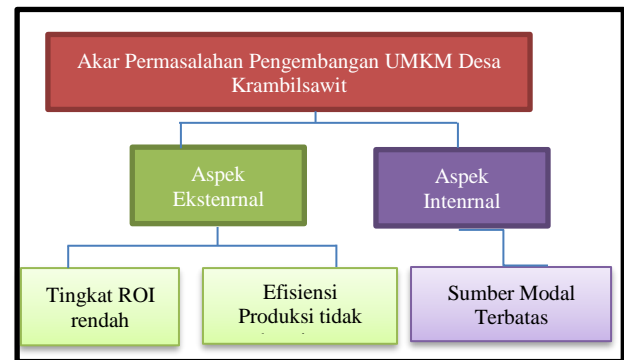 Akar Permasalahan Pengembangan UMKM Desa
Krambilsawit
Aspek
Ekstenrnal
Aspek
Intenrnal
Tingkat ROI
rendah
Efisiensi
Produksi tidak
Sumber Modal
Terbatas